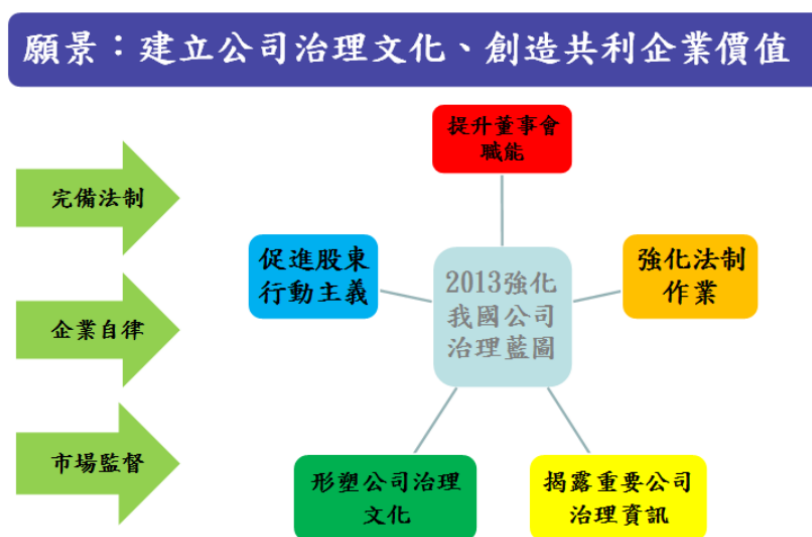 願景：建立公司治理文化、創造共利企業價值
完備法制
企業自律
市場監督
提升董事會
職能
促進股東
行動主義
2013強化
我國公司
治理藍圖
強化法制
作業
形塑公司治理
文化
揭露重要公司
治理資訊